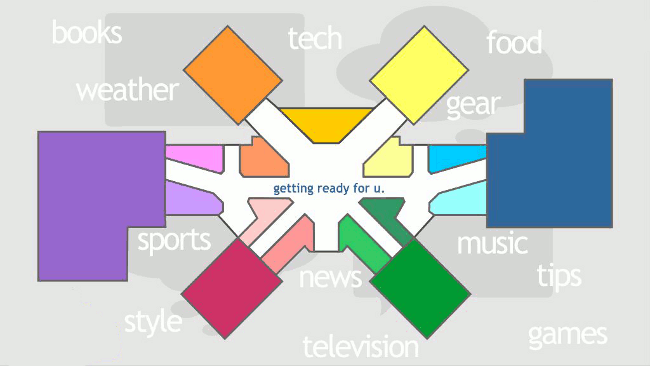 books
tech
food
weather
gear
getting ready for u.
sports
music
news
tips
style
television
games